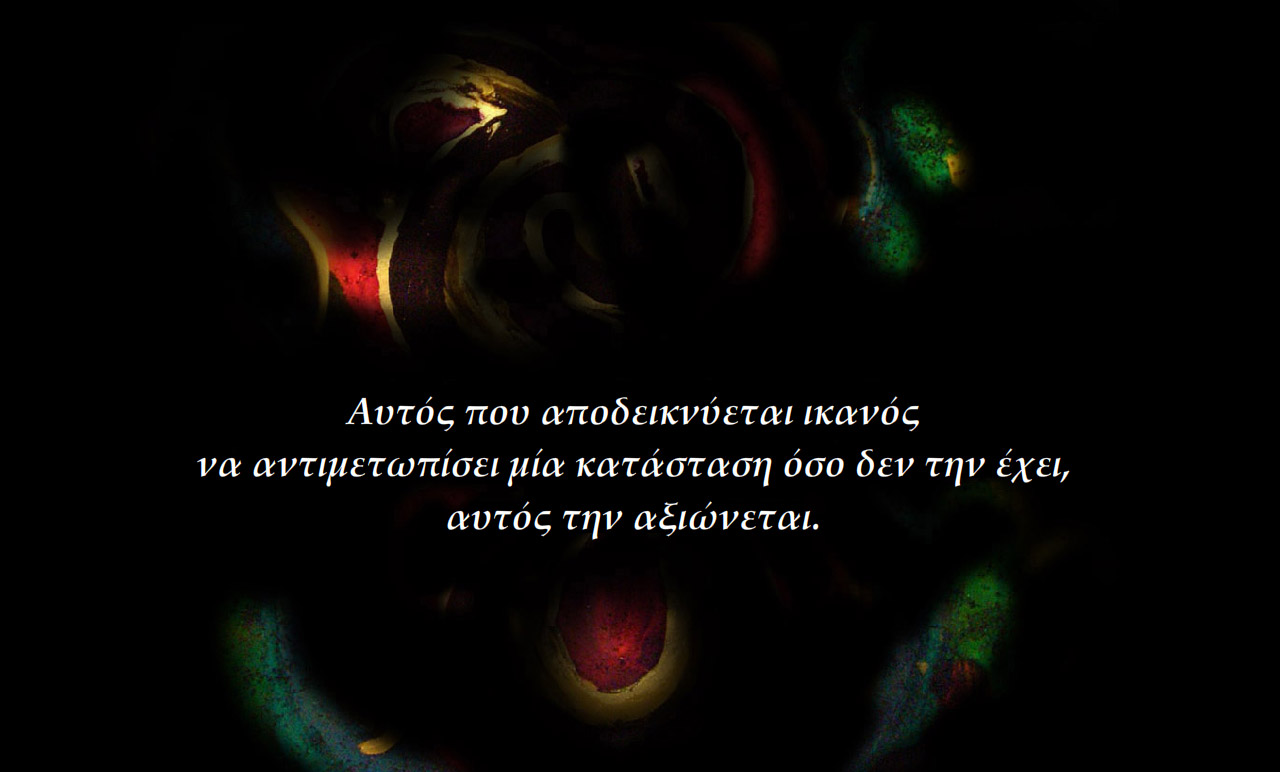 Αυτός που αποδεικνύεται ικανός
να αντιμετωπίσει μία κατάσταση όσο δεν την έχει,
αυτός την αξιώνεται.